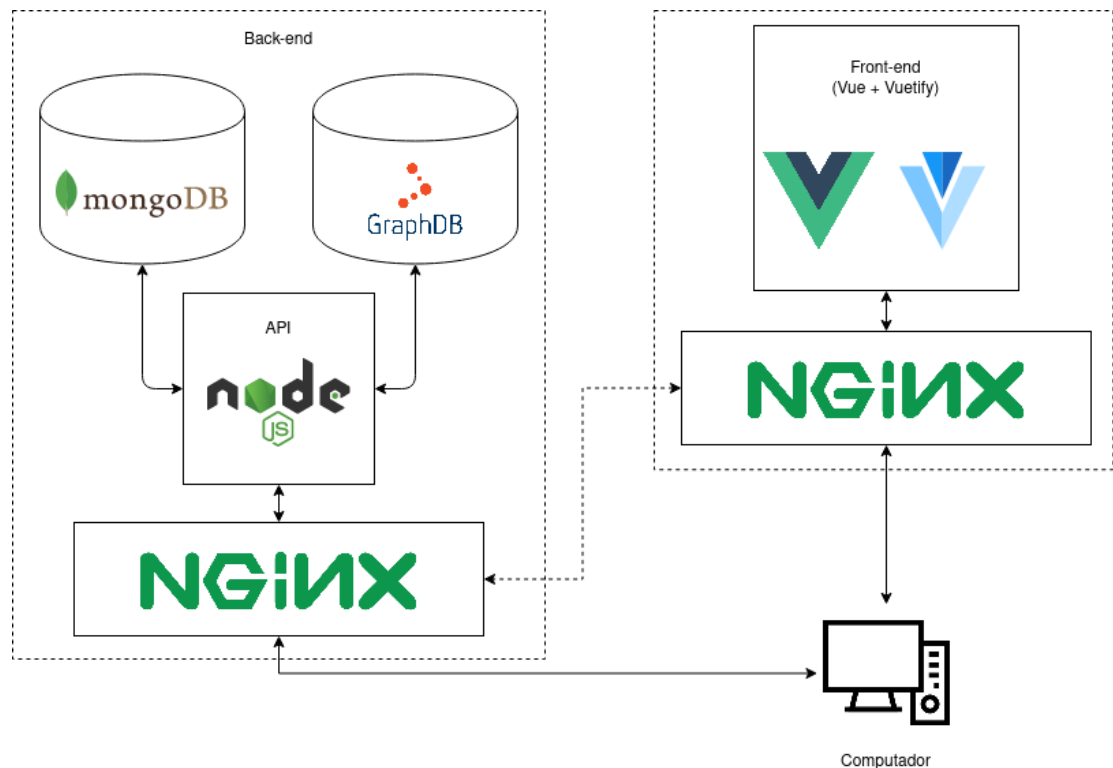 Back-end
mongoDB
GraphDB
API
node
JS
NGINX
Front-end
(Vue + Vuetify)
NGINX
Computador